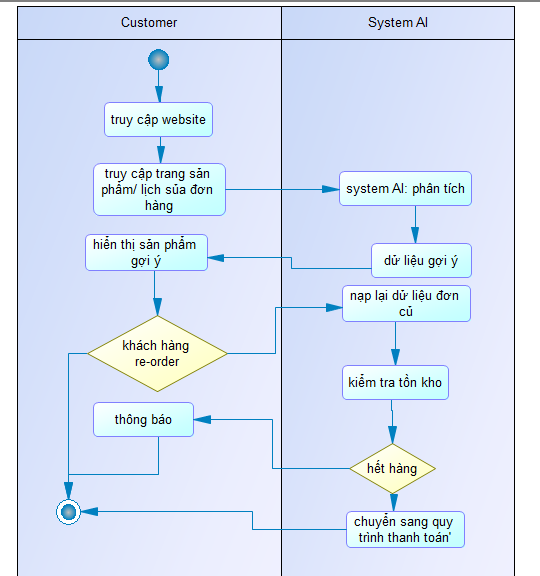 Customer
System AI
truy cập website
truy cập trang sản
phẩm/ lịch sủa đơn
hàng
system AI: phân tích
hiển thị sản phẩm
gợi ý
dữ liệu gợi ý
nạp lại dữ liệu đơn
cũ
khách hàng
re-order
kiểm tra tồn kho
thông báo
hết hàng
chuyển sang quy
trình thanh toán'